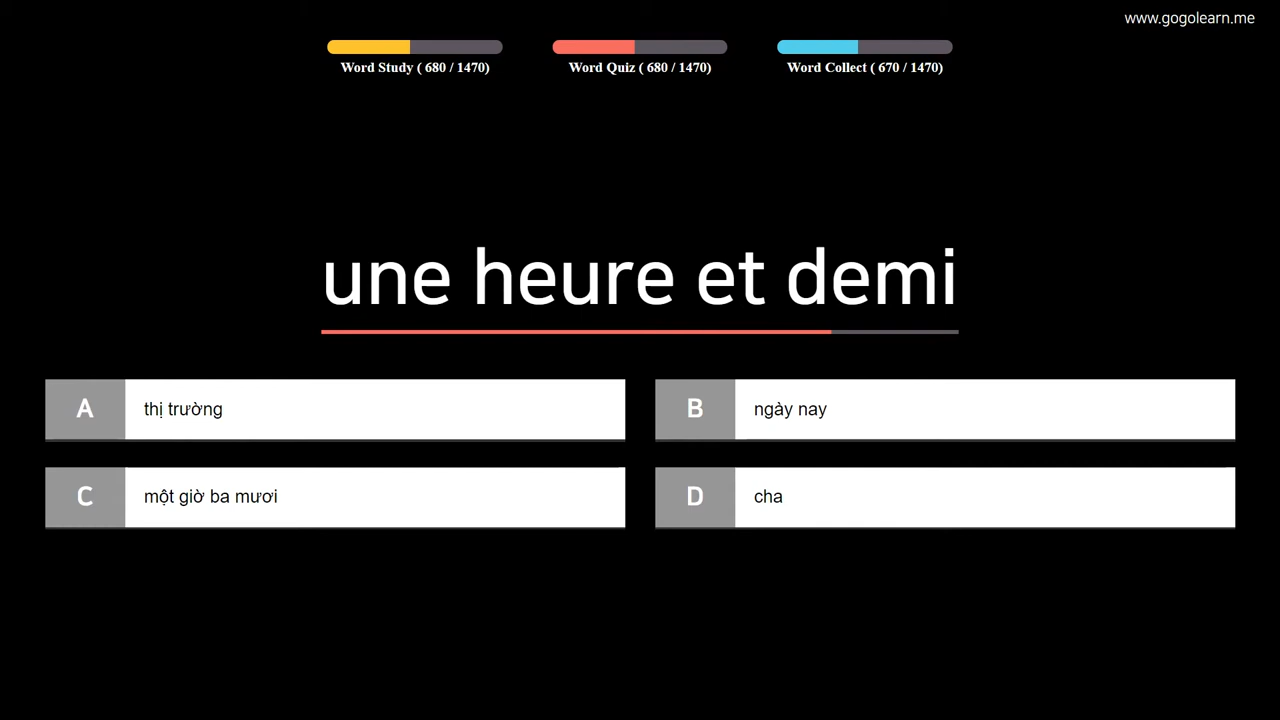 www.gogolearn.me
Word Study ( 680 / 1470)
Word Quiz ( 680 / 1470)
Word Collect ( 670 / 1470)
une heure et demi
A thị trường
B ngày nay
C một giờ ba mươi
D cha